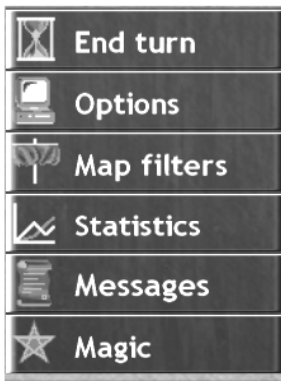 End turn
Options
Map filters
Statistics
Messages
Magic